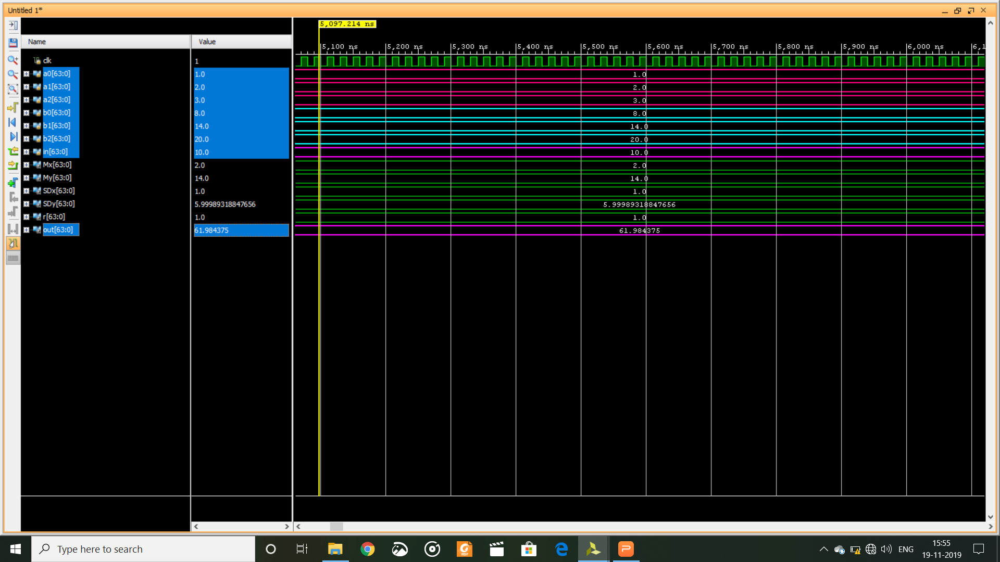 Untitled 1*
5,097.214 ns
Name Value
5,100 ns 5,200 ns 5,300 ns 5,400 ns 5,500 ns 5,600 ns 5,700 ns 5,800 ns 5,900 ns 6,000 ns 6,1
clk 1
a0[63:0] 1.0 1.0
a1[63:0] 2.0 2.0
a2[63:0] 3.0 3.0
b0[63:0] 8.0 8.0
b1[63:0] 14.0 14.0
b2[63:0] 20.0 20.0
in[63:0] 10.0 10.0
Mx[63:0] 2.0 2.0
My[63:0] 14.0 14.0
SDx[63:0] 1.0 1.0
SDy[63:0] 5.99989318847656 5.99989318847656
r[63:0] 1.0 1.0
out[63:0] 61.984375 61.984375
Type here to search
PDF
ENG
15:55
19-11-2019